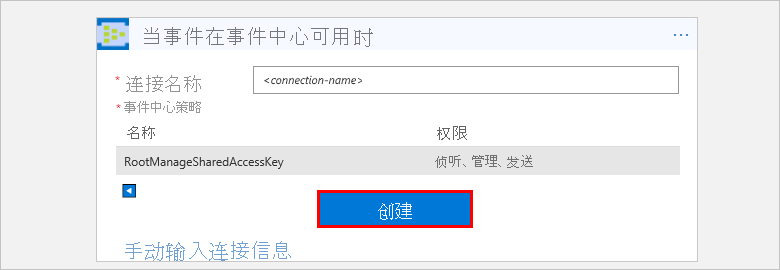 当事件在事件中心可用时
* 连接名称
<connection-name>
* 事件中心策略
名称 权限
RootManageSharedAccessKey 侦听、管理、发送
创建
手动输入连接信息